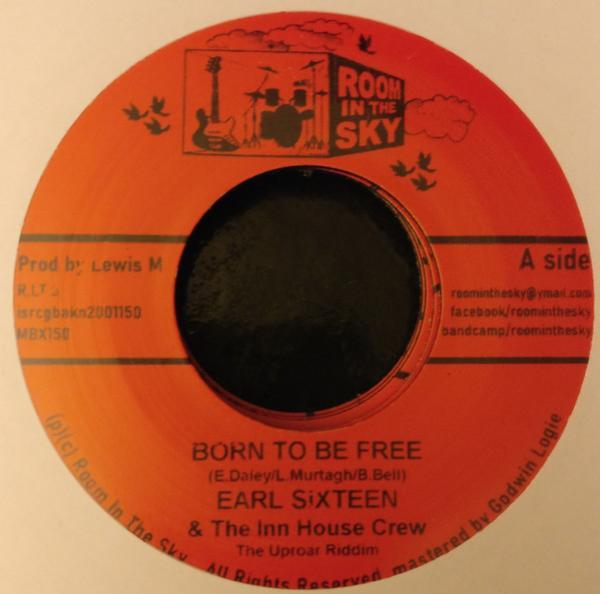 ROOM
IN THE
SKY
Prod by Lewis M
isrcgbakn2001150
MBX150
A side
roominthesky@ymail.com
facebook/roominthesky
bandcamp/roominthesky
BORN TO BE FREE
(E.Daley/L.Murtagh/B.Bell)
EARL SiXTEEN
& The Inn House Crew
The Uproar Riddim
(p)(c) Room In The Sky All Rights Reserved, mastered by Godwin Logie